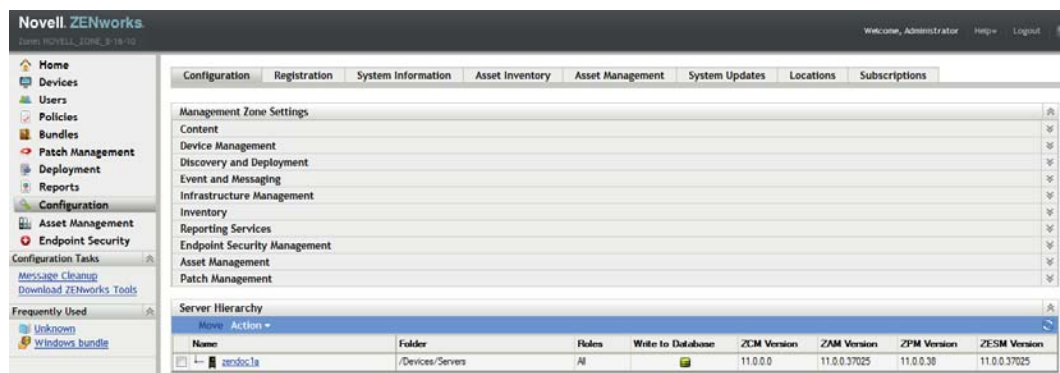 Novell. ZENworks.
Zone: NOVELL_ZONE_8-16-10
Welcome, Administrator Help Logout
Home
Devices
Users
Policies
Bundles
Patch Management
Deployment
Reports
Configuration
Asset Management
Endpoint Security
Configuration Tasks
Message Cleanup
Download ZENworks Tools
Frequently Used
Unknown
Windows bundle
Configuration Registration System Information Asset Inventory Asset Management System Updates Locations Subscriptions
Management Zone Settings
Content
Device Management
Discovery and Deployment
Event and Messaging
Infrastructure Management
Inventory
Reporting Services
Endpoint Security Management
Asset Management
Patch Management
Server Hierarchy
Move Action
Name Folder Roles Write to Database ZCM Version ZAM Version ZPM Version ZESM Version
zendoc1a /Devices/Servers All 11.0.0.0 11.0.0.37025 11.0.0.38 11.0.0.37025